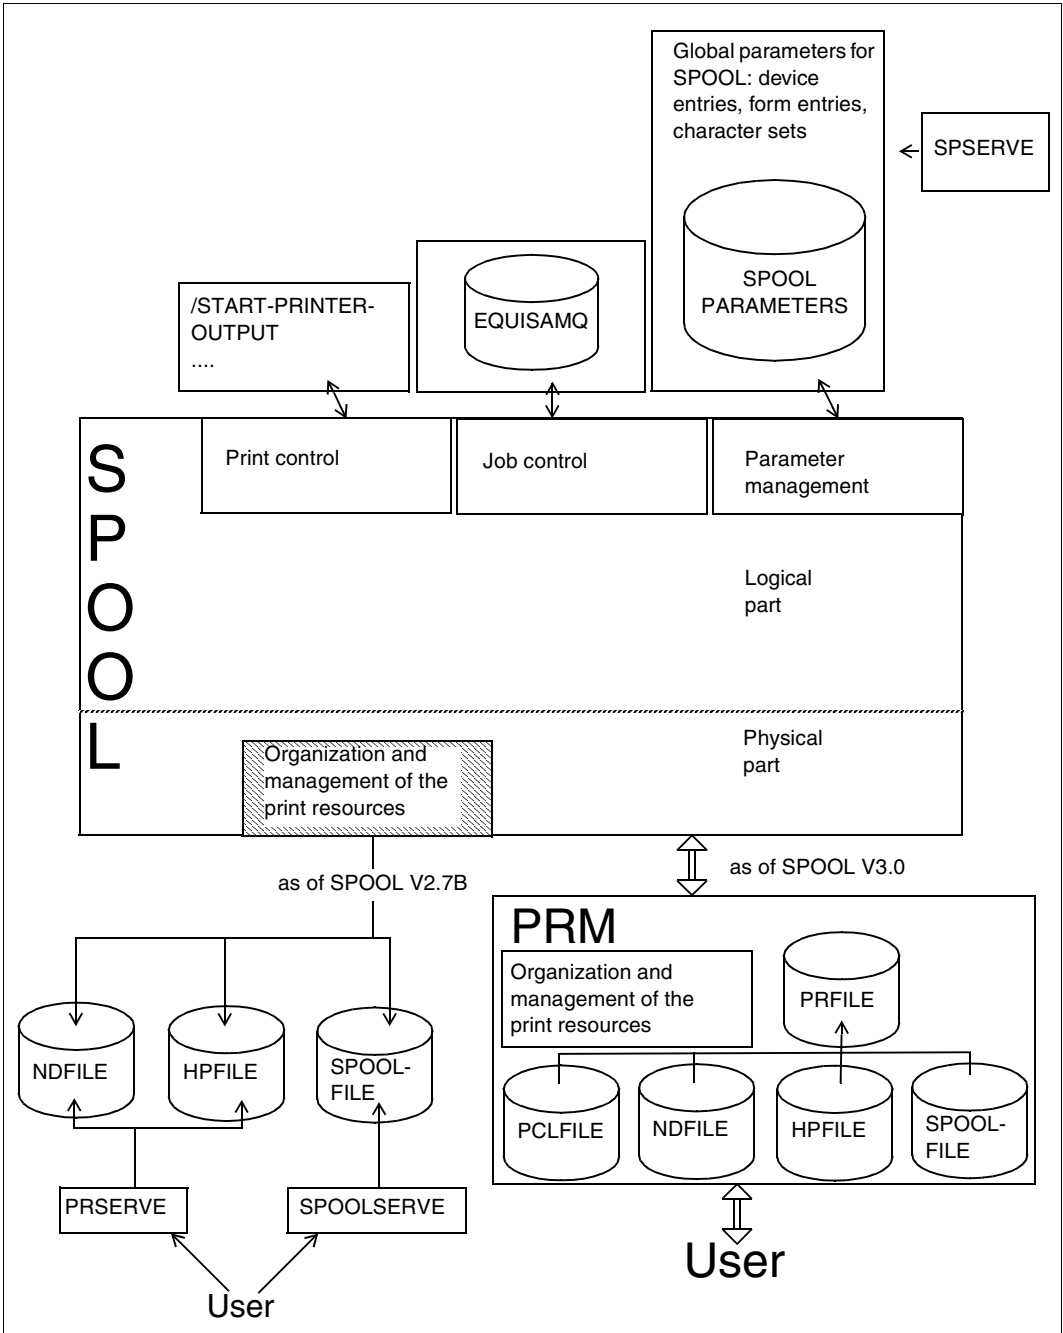 Global parameters for
SPOOL: device
entries, form entries,
character sets
SPSERVE
SPOOL
PARAMETERS
EQUISAMQ
/START-PRINTER-
OUTPUT
....
SPOOL
Print control
Job control
Parameter
management
Logical
part
Physical
part
Organization and
management of the
print resources
as of SPOOL V2.7B
as of SPOOL V3.0
NDFILE
HPFILE
SPOOL-
FILE
PRSERVE
SPOOLSERVE
User
PRM
Organization and
management of the
print resources
PRFILE
PCLFILE
NDFILE
HPFILE
SPOOL-
FILE
User